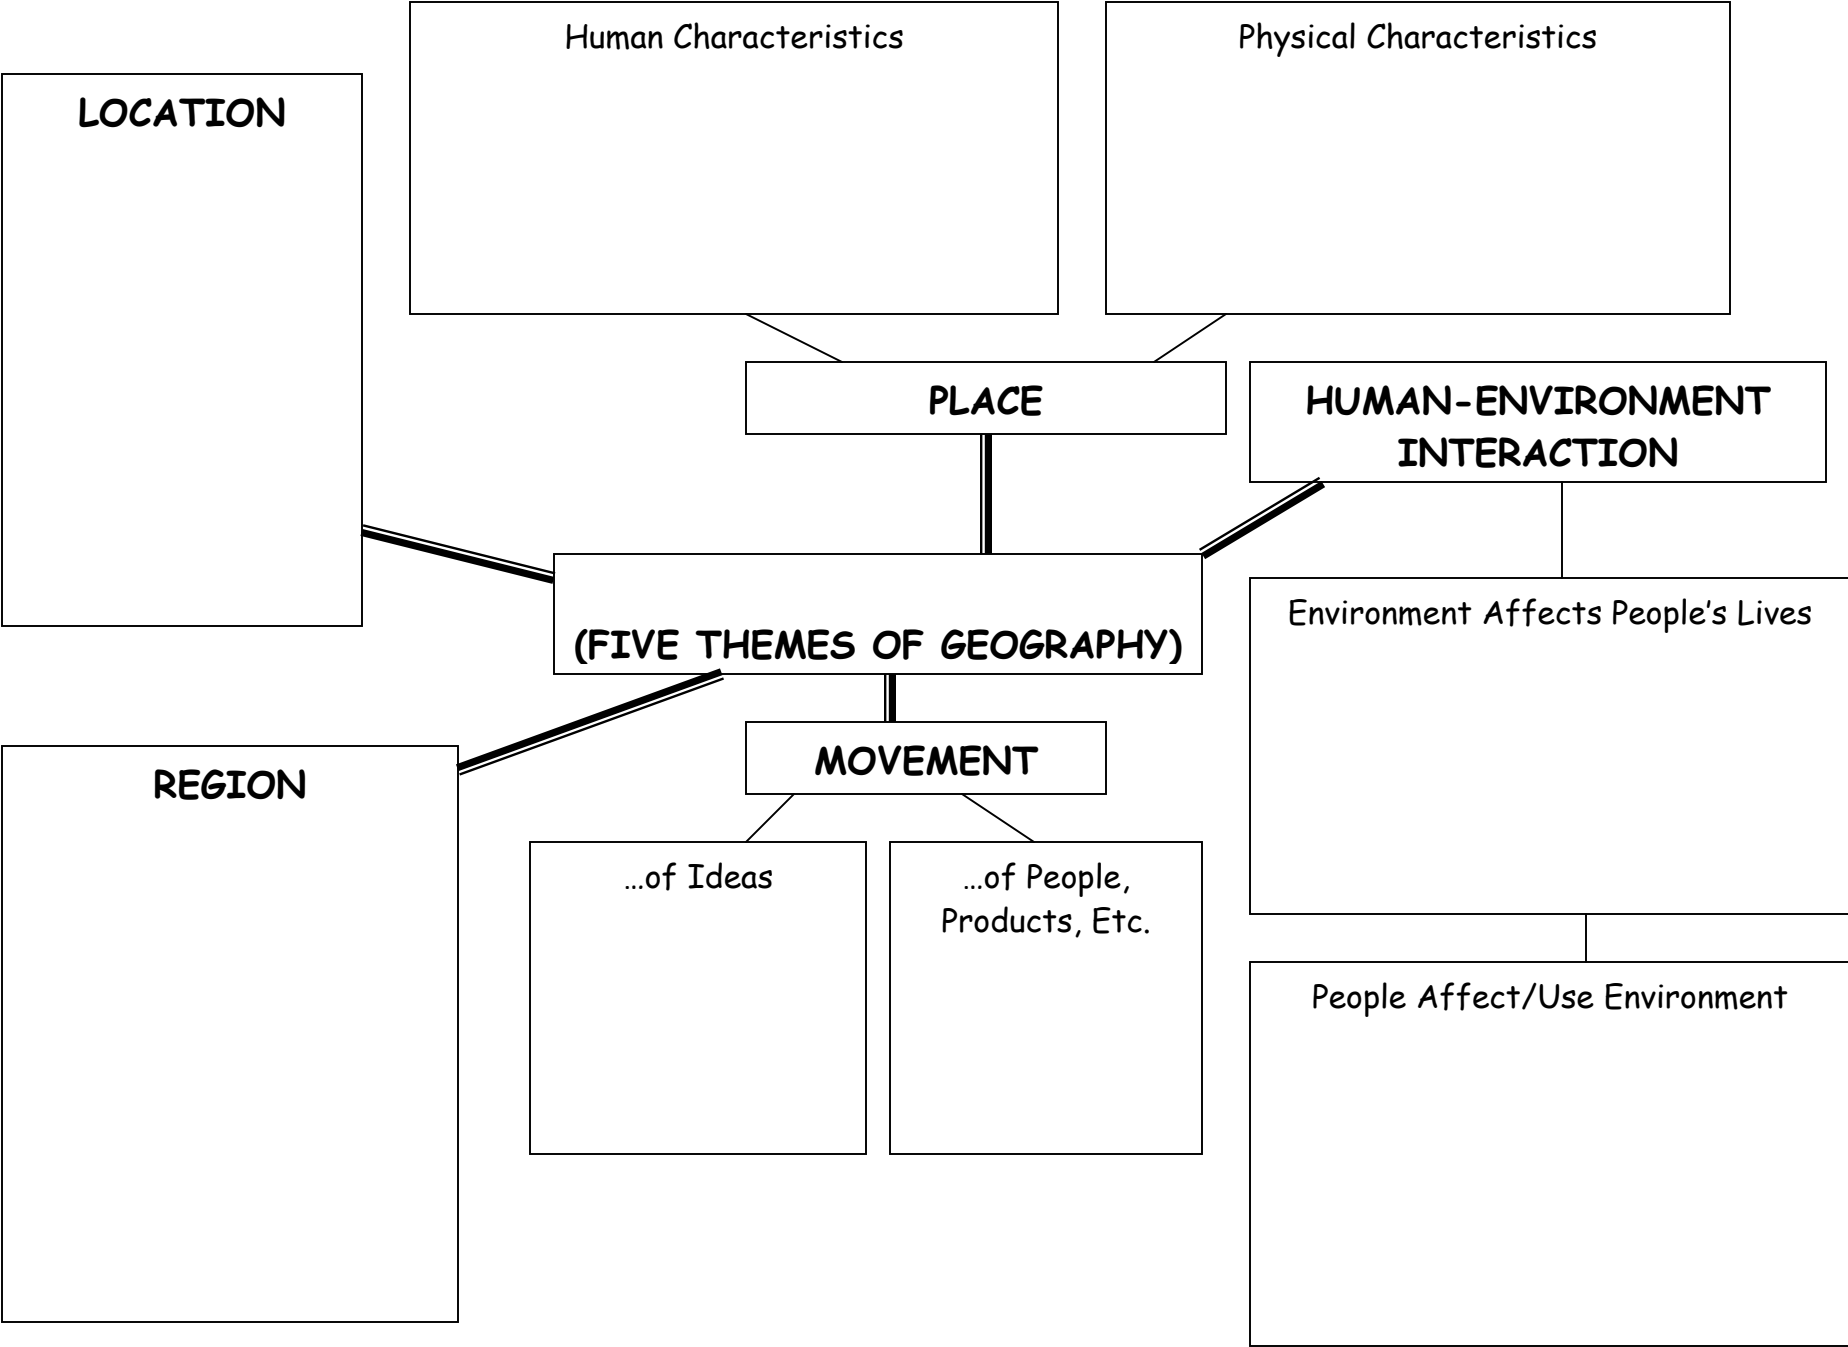 Human Characteristics
Physical Characteristics
LOCATION
PLACE
HUMAN-ENVIRONMENT
INTERACTION
Environment Affects People’s Lives
(FIVE THEMES OF GEOGRAPHY)
MOVEMENT
REGION
…of Ideas
…of People,
Products, Etc.
People Affect/Use Environment